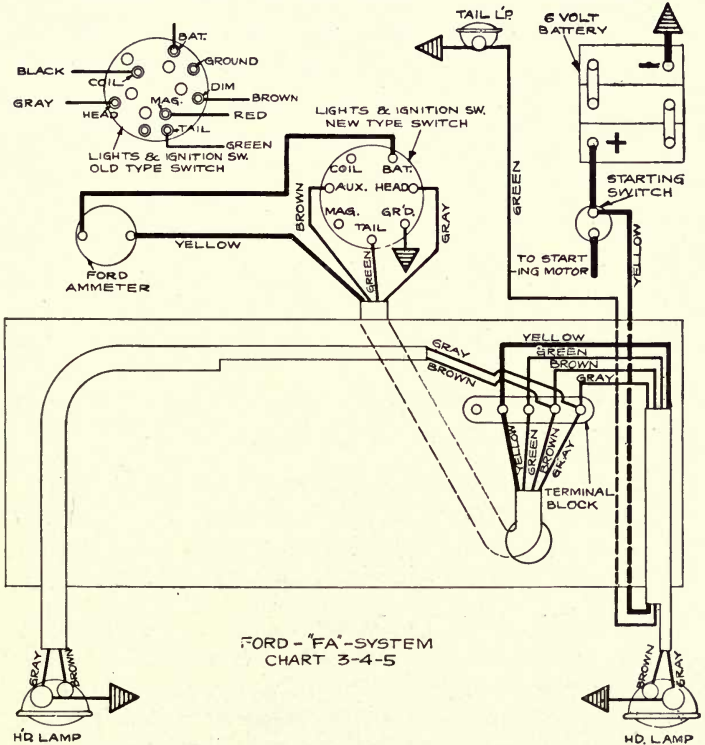 BAT.
GROUND
BLACK
COIL
DIM
GRAY
HEAD
MAG.
BROWN
RED
TAIL
GREEN
LIGHTS & IGNITION SW.
OLD TYPE SWITCH
TAIL L'P.
6 VOLT
BATTERY
-
+
LIGHTS & IGNITION SW.
NEW TYPE SWITCH
COIL
BAT.
AUX.
HEAD
MAG.
GR'D.
TAIL
BROWN
GREEN
GRAY
GREEN
STARTING
SWITCH
YELLOW
TO START
ING MOTOR
YELLOW
FORD
AMMETER
GRAY
BROWN
YELLOW
GREEN
BROWN
GRAY
YELLOW
GREEN
BROWN
GRAY
TERMINAL
BLOCK
FORD-"FA"-SYSTEM
CHART 3-4-5
GRAY
BROWN
H'D. LAMP
BROWN
GRAY
HD. LAMP